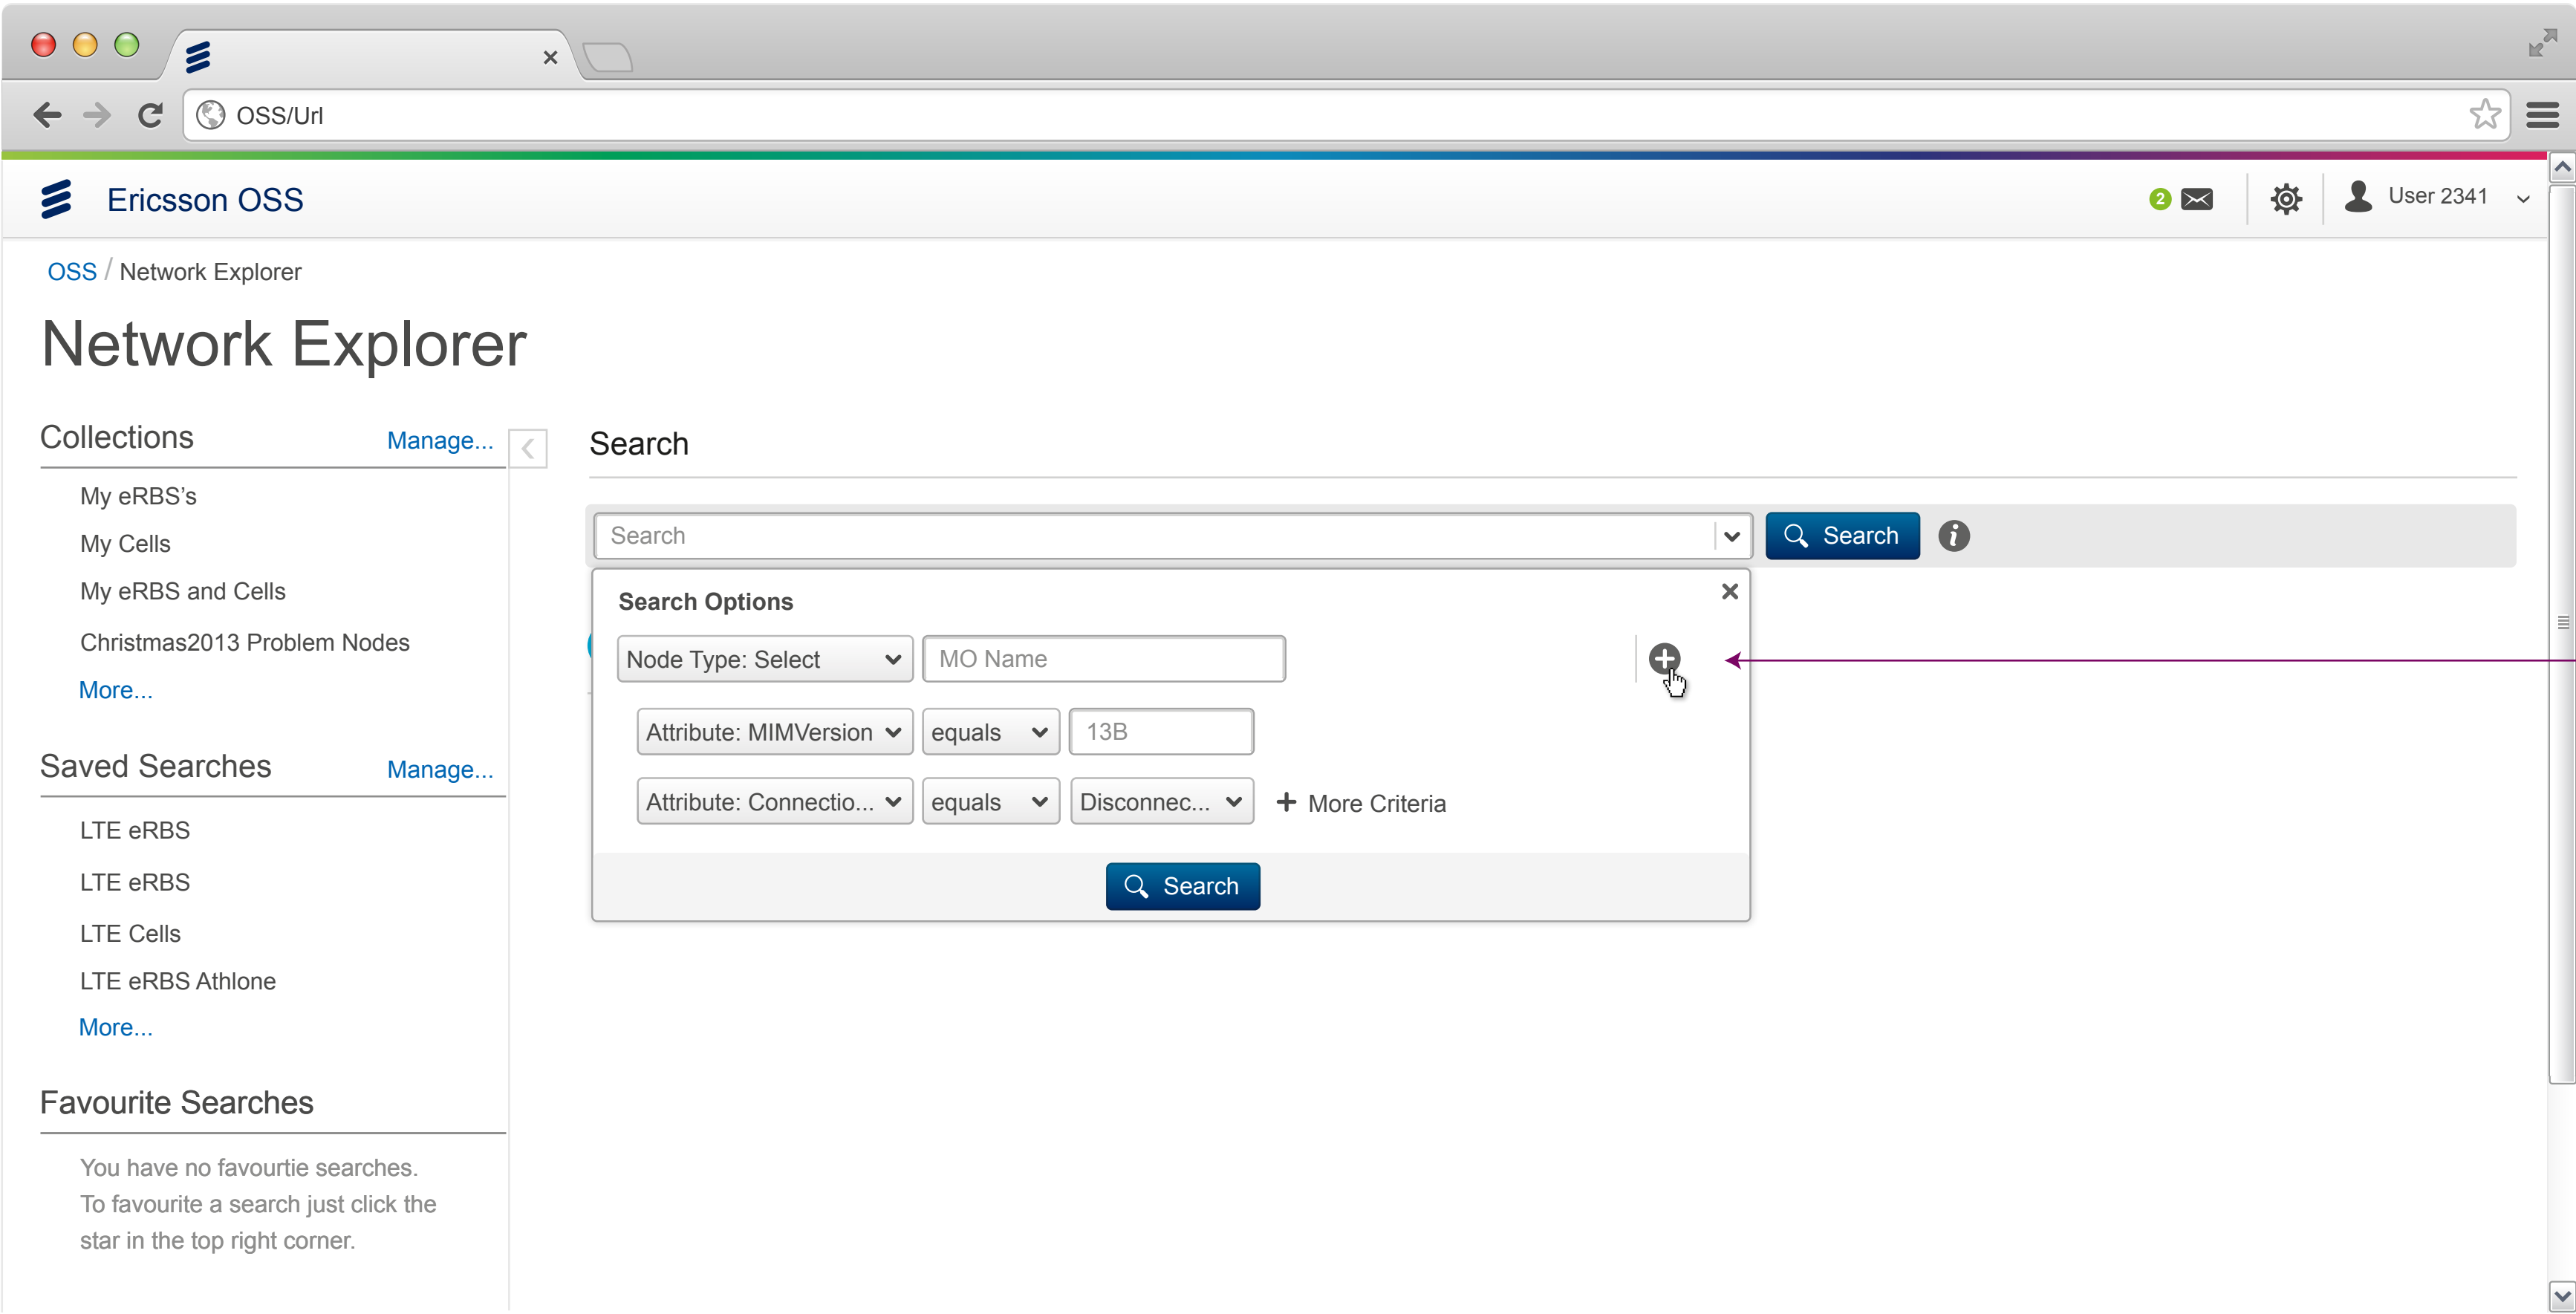 OSS/Url
Ericsson OSS
2
User 2341
OSS / Network Explorer
Network Explorer
Collections Manage...
My eRBS’s
My Cells
My eRBS and Cells
Christmas2013 Problem Nodes
More...
Saved Searches Manage...
LTE eRBS
LTE eRBS
LTE Cells
LTE eRBS Athlone
More...
Favourite Searches
You have no favourtie searches.
To favourite a search just click the
star in the top right corner.
Search
Search Search i
Search Options
Node Type: Select MO Name
Attribute: MIMVersion equals 13B
Attribute: Connectio... equals Disconnec... + More Criteria
Search